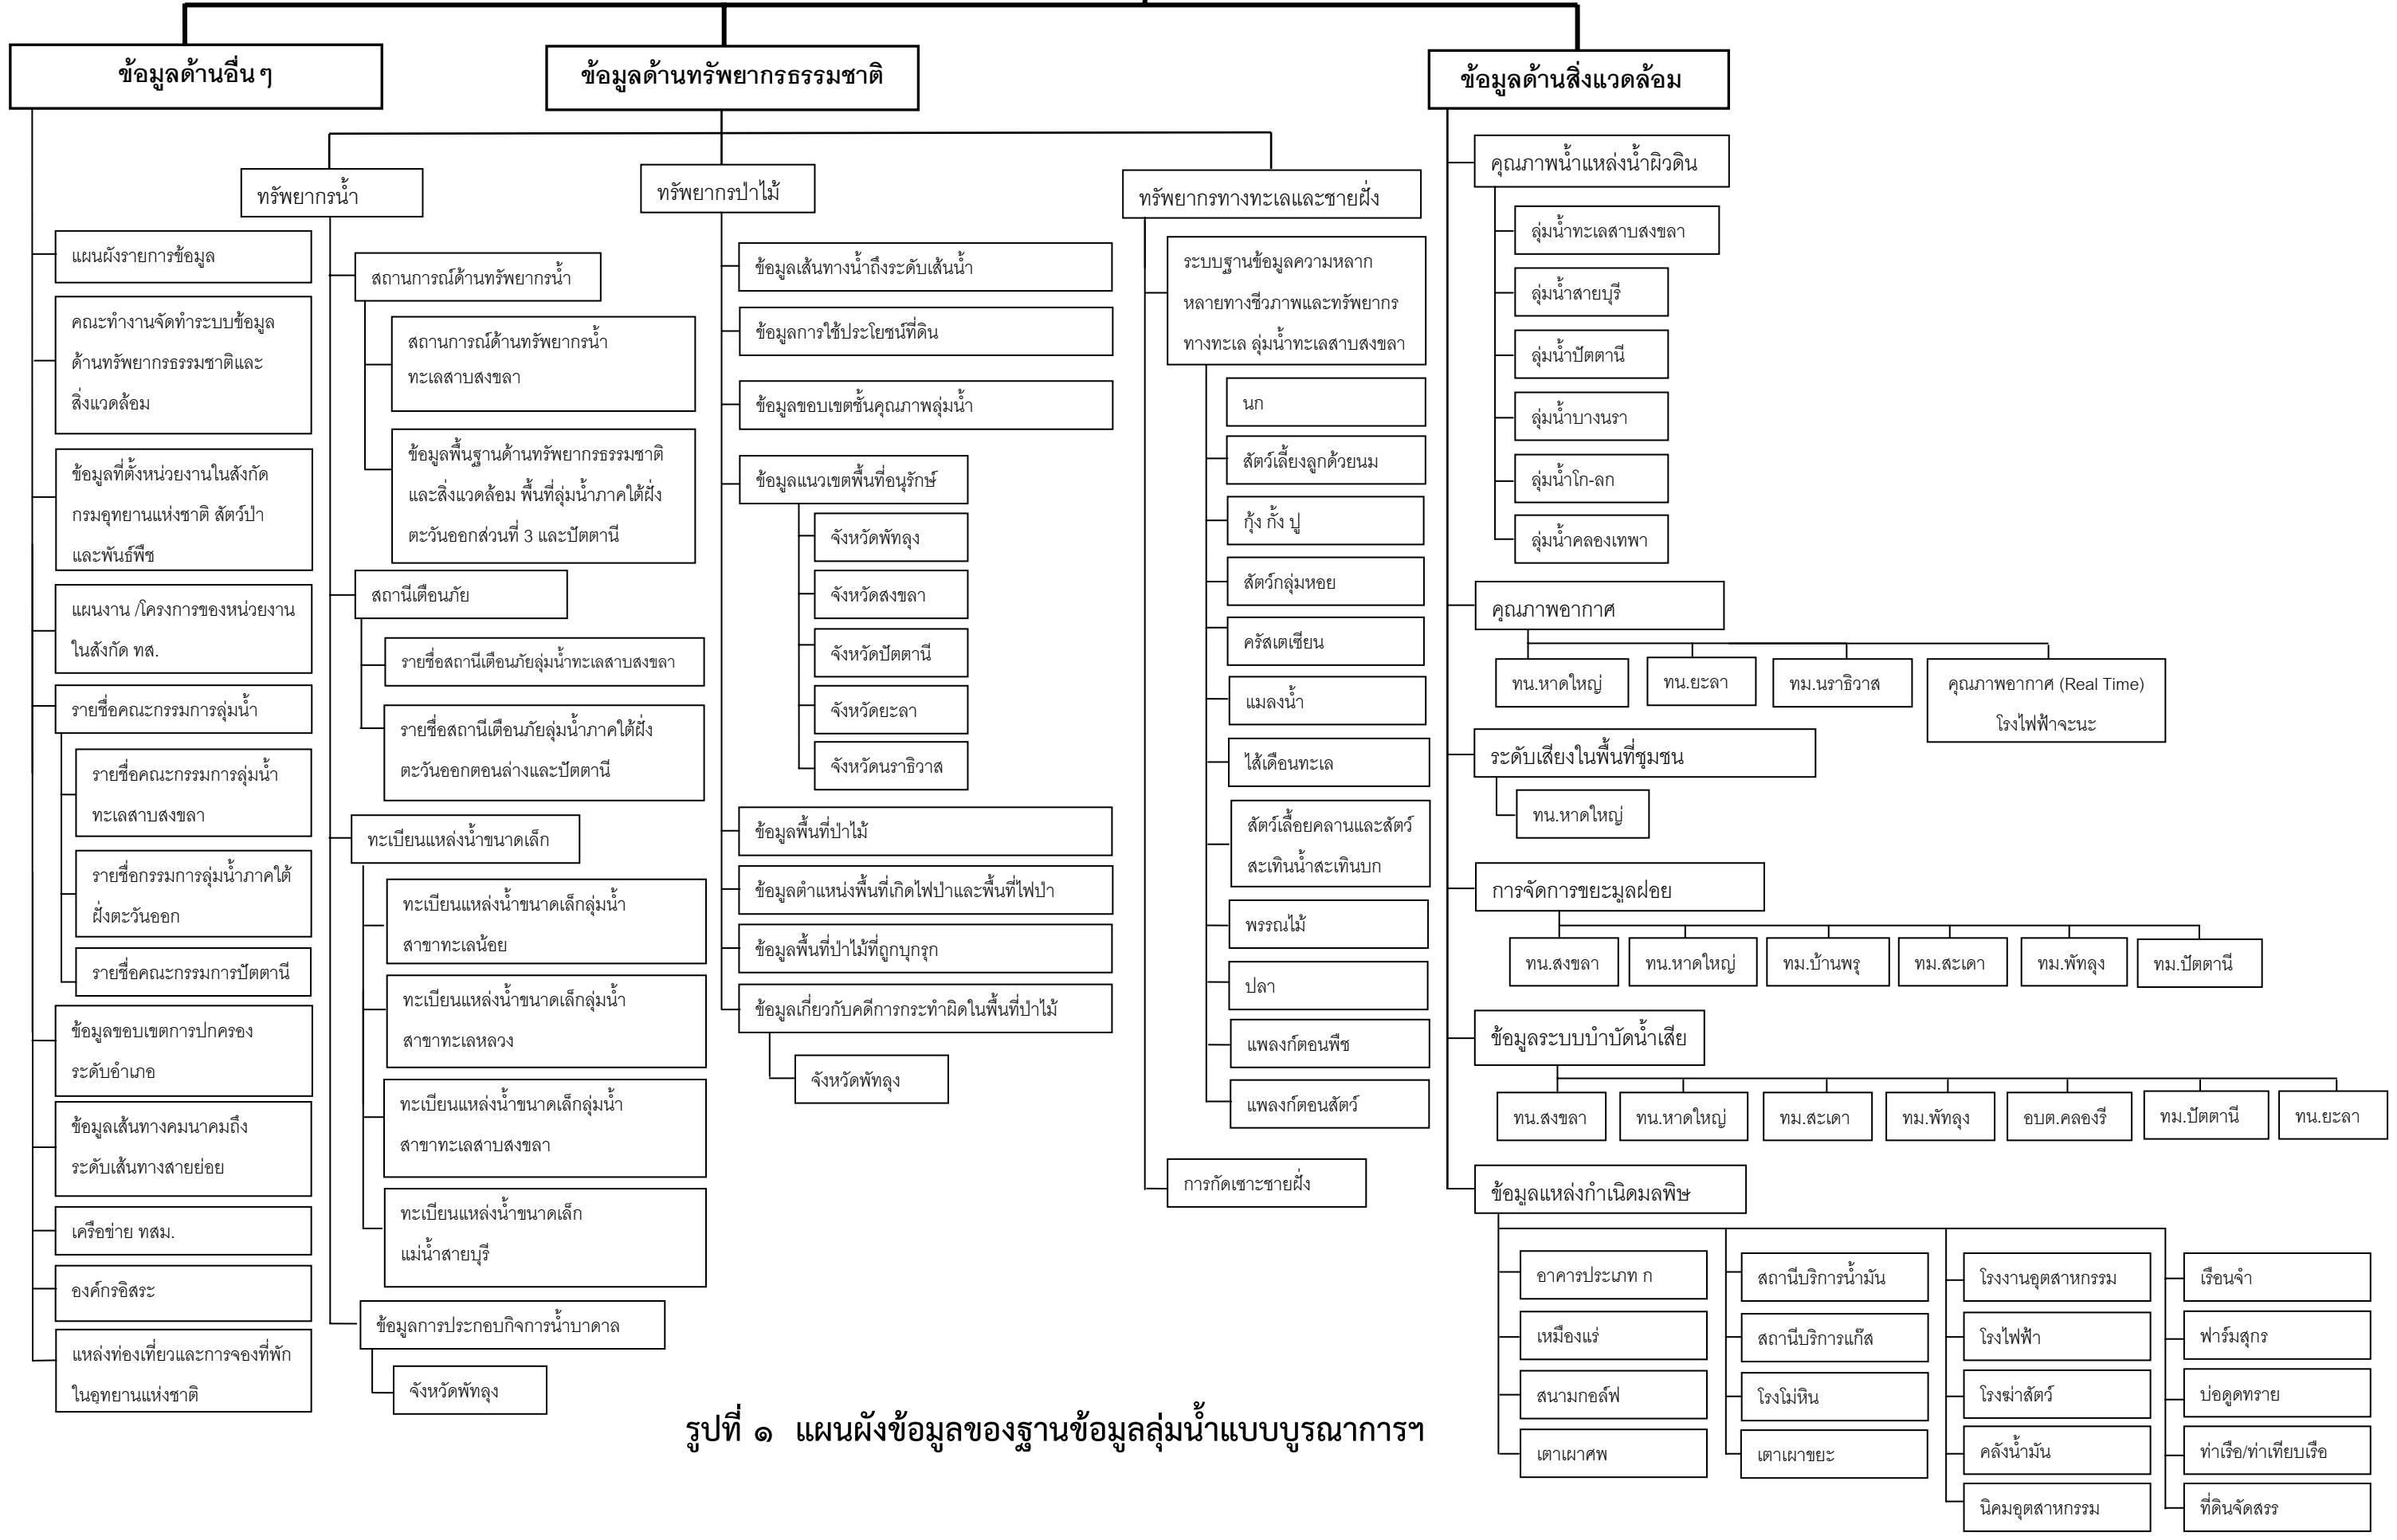 ข้อมูลด้านอื่น ๆ
แผนผังรายการข้อมูล
คณะทำงานจัดทำระบบข้อมูล
ด้านทรัพยากรธรรมชาติและ
สิ่งแวดล้อม
ข้อมูลที่ตั้งหน่วยงานในสังกัด
กรมอุทยานแห่งชาติ สัตว์ป่า
และพันธ์พืช
แผนงาน /โครงการของหน่วยงาน
ในสังกัด ทส.
รายชื่อคณะกรรมการลุ่มน้ำ
รายชื่อคณะกรรมการลุ่มน้ำ
ทะเลสาบสงขลา
รายชื่อกรรมการลุ่มน้ำภาคใต้
ฝั่งตะวันออก
รายชื่อคณะกรรมการปัตตานี
ข้อมูลขอบเขตการปกครอง
ระดับอำเภอ
ข้อมูลเส้นทางคมนาคมถึง
ระดับเส้นทางสายย่อย
เครือข่าย ทสม.
องค์กรอิสระ
แหล่งท่องเที่ยวและการจองที่พัก
ในอุทยานแห่งชาติ
ข้อมูลด้านทรัพยากรธรรมชาติ
ทรัพยากรน้ำ
สถานการณ์ด้านทรัพยากรน้ำ
สถานการณ์ด้านทรัพยากรน้ำ
ทะเลสาบสงขลา
ข้อมูลพื้นฐานด้านทรัพยากรธรรมชาติ
และสิ่งแวดล้อม พื้นที่ลุ่มน้ำภาคใต้ฝั่ง
ตะวันออกส่วนที่ 3 และปัตตานี
สถานีเตือนภัย
รายชื่อสถานีเตือนภัยลุ่มน้ำทะเลสาบสงขลา
รายชื่อสถานีเตือนภัยลุ่มน้ำภาคใต้ฝั่ง
ตะวันออกตอนล่างและปัตตานี
ทะเบียนแหล่งน้ำขนาดเล็ก
ทะเบียนแหล่งน้ำขนาดเล็กลุ่มน้ำ
สาขาทะเลน้อย
ทะเบียนแหล่งน้ำขนาดเล็กลุ่มน้ำ
สาขาทะเลหลวง
ทะเบียนแหล่งน้ำขนาดเล็กลุ่มน้ำ
สาขาทะเลสาบสงขลา
ทะเบียนแหล่งน้ำขนาดเล็ก
แม่น้ำสายบุรี
ข้อมูลการประกอบกิจการน้ำบาดาล
จังหวัดพัทลุง
ทรัพยากรป่าไม้
ข้อมูลเส้นทางน้ำถึงระดับเส้นน้ำ
ข้อมูลการใช้ประโยชน์ที่ดิน
ข้อมูลขอบเขตชั้นคุณภาพลุ่มน้ำ
ข้อมูลแนวเขตพื้นที่อนุรักษ์
จังหวัดพัทลุง
จังหวัดสงขลา
จังหวัดปัตตานี
จังหวัดยะลา
จังหวัดนราธิวาส
ข้อมูลพื้นที่ป่าไม้
ข้อมูลตำแหน่งพื้นที่เกิดไฟป่าและพื้นที่ไฟป่า
ข้อมูลพื้นที่ป่าไม้ที่ถูกบุกรุก
ข้อมูลเกี่ยวกับคดีการกระทำผิดในพื้นที่ป่าไม้
จังหวัดพัทลุง
ทรัพยากรทางทะเลและชายฝั่ง
ระบบฐานข้อมูลความหลาก
หลายทางชีวภาพและทรัพยากร
ทางทะเล ลุ่มน้ำทะเลสาบสงขลา
นก
สัตว์เลี้ยงลูกด้วยนม
กุ้ง กั้ง ปู
สัตว์กลุ่มหอย
ครัสเตเซียน
แมลงน้ำ
ไส้เดือนทะเล
สัตว์เลื้อยคลานและสัตว์
สะเทินน้ำสะเทินบก
พรรณไม้
ปลา
แพลงก์ตอนพืช
แพลงก์ตอนสัตว์
การกัดเซาะชายฝั่ง
ข้อมูลด้านสิ่งแวดล้อม
คุณภาพน้ำแหล่งน้ำผิวดิน
ลุ่มน้ำทะเลสาบสงขลา
ลุ่มน้ำสายบุรี
ลุ่มน้ำปัตตานี
ลุ่มน้ำบางนรา
ลุ่มน้ำโก-ลก
ลุ่มน้ำคลองเทพา
คุณภาพอากาศ
ทน.หาดใหญ่
ทน.ยะลา
ทม.นราธิวาส
คุณภาพอากาศ (Real Time)
โรงไฟฟ้าจะนะ
ระดับเสียงในพื้นที่ชุมชน
ทน.หาดใหญ่
การจัดการขยะมูลฝอย
ทน.สงขลา
ทน.หาดใหญ่
ทม.บ้านพรุ
ทม.สะเดา
ทม.พัทลุง
ทม.ปัตตานี
ข้อมูลระบบบำบัดน้ำเสีย
ทน.สงขลา
ทน.หาดใหญ่
ทม.สะเดา
ทม.พัทลุง
อบต.คลองรี
ทม.ปัตตานี
ทน.ยะลา
ข้อมูลแหล่งกำเนิดมลพิษ
อาคารประเภท ก
เหมืองแร่
สนามกอล์ฟ
เตาเผาศพ
สถานีบริการน้ำมัน
สถานีบริการแก๊ส
โรงโม่หิน
เตาเผาขยะ
โรงงานอุตสาหกรรม
โรงไฟฟ้า
โรงฆ่าสัตว์
คลังน้ำมัน
นิคมอุตสาหกรรม
เรือนจำ
ฟาร์มสุกร
บ่อดูดทราย
ท่าเรือ/ท่าเทียบเรือ
ที่ดินจัดสรร
รูปที่ ๑ แผนผังข้อมูลของฐานข้อมูลลุ่มน้ำแบบบูรณาการฯ